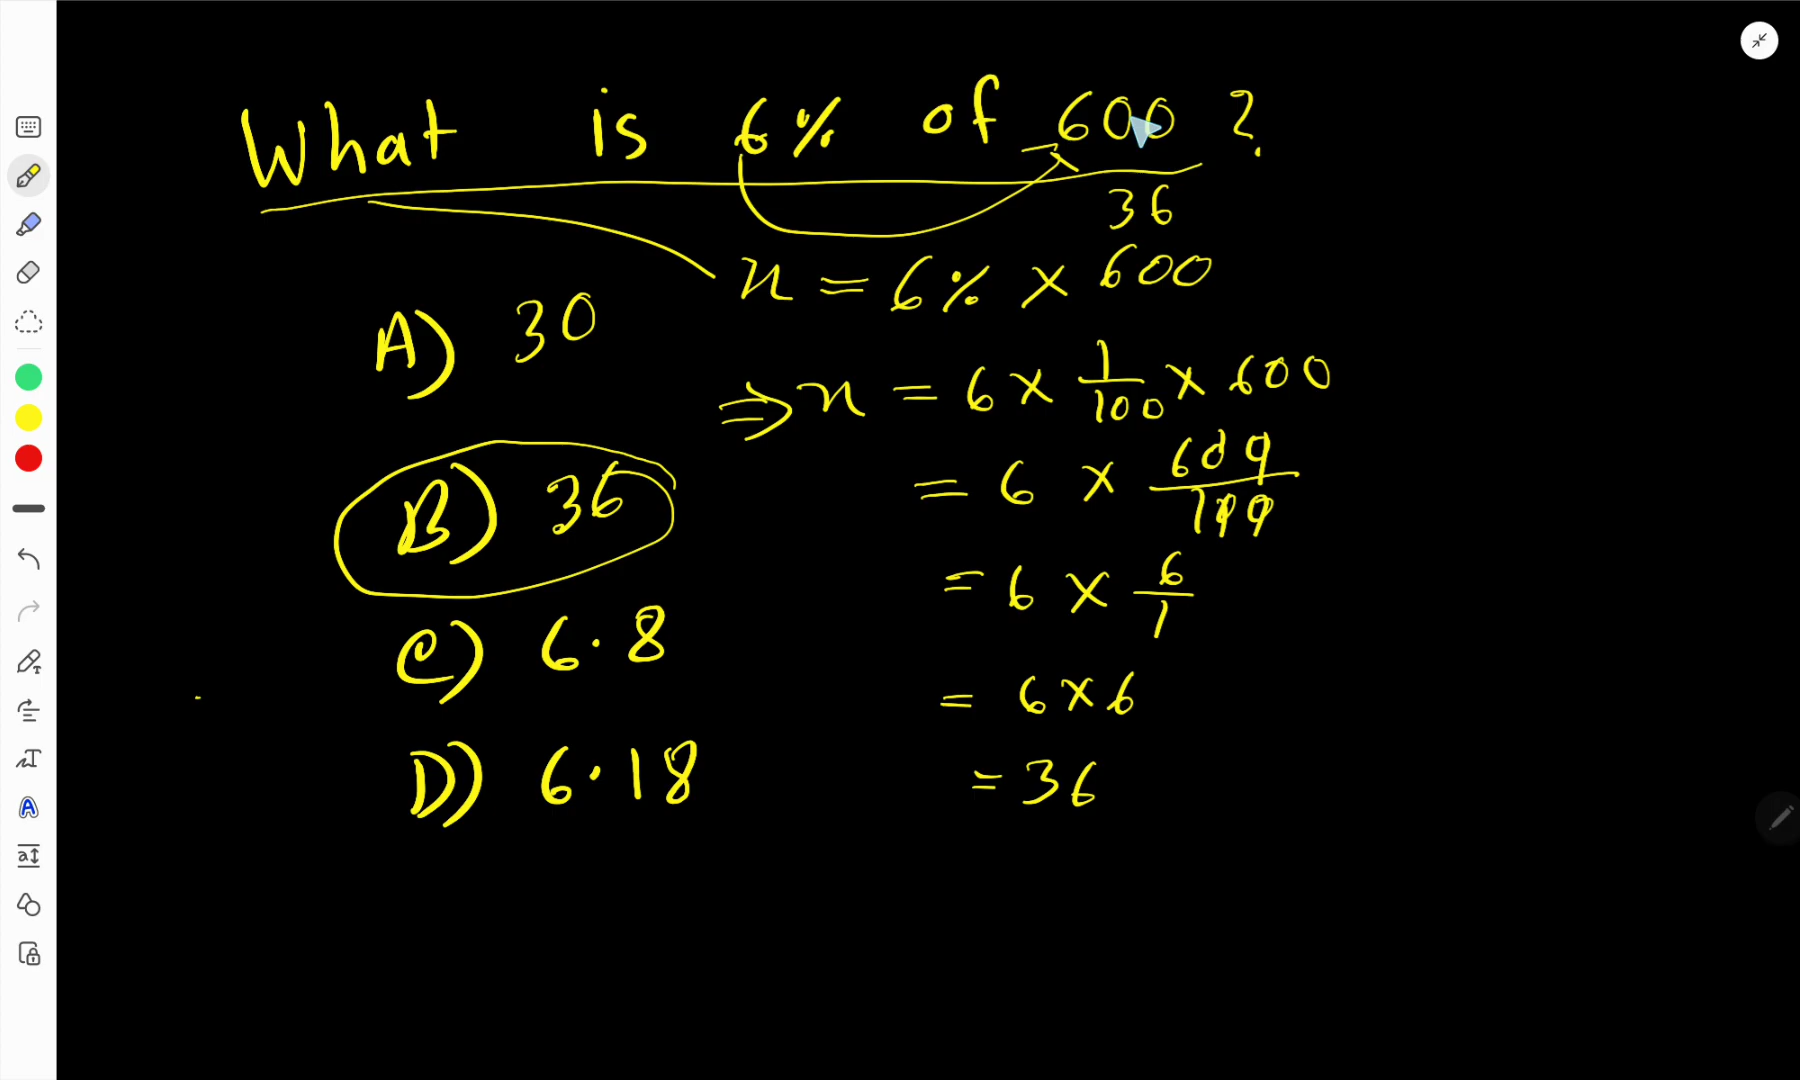 What is 6% of 600 ?
36
x = 6% × 600
A) 30
⇒ x = 6 × 1/100 × 600
B) 36
= 6 × 600/100
= 6 × 6/1
C) 6.8
= 6 × 6
D) 6.18
= 36